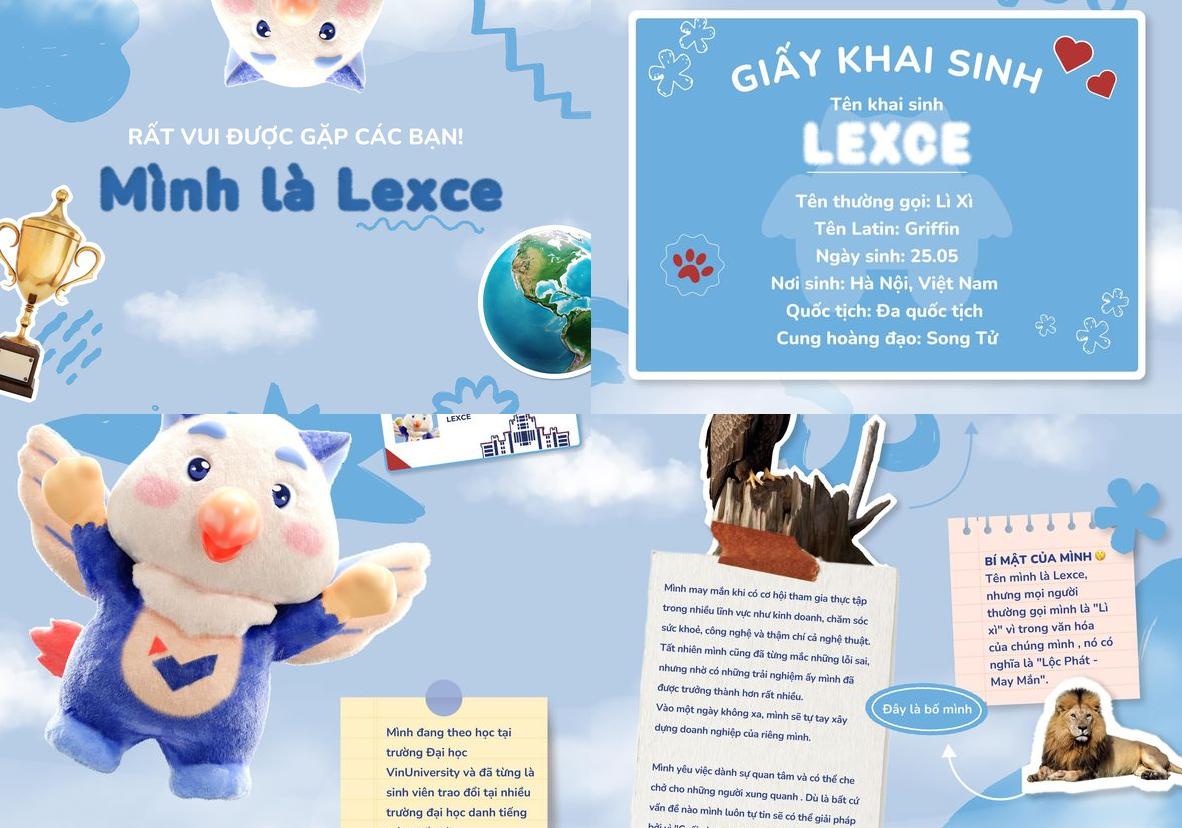 RẤT VUI ĐƯỢC GẶP CÁC BẠN!
Mình là Lexce
GIẤY KHAI SINH
Tên khai sinh
LEXCE
Tên thường gọi: Lì Xì
Tên Latin: Griffin
Ngày sinh: 25.05
Nơi sinh: Hà Nội, Việt Nam
Quốc tịch: Đa quốc tịch
Cung hoàng đạo: Song Tử
LEXCE
Mình đang theo học tại
trường Đại học
VinUniversity và đã từng là
sinh viên trao đổi tại nhiều
trường đại học danh tiếng
Mình may mắn khi có cơ hội tham gia thực tập
trong nhiều lĩnh vực như kinh doanh, chăm sóc
sức khoẻ, công nghệ và thậm chí cả nghệ thuật.
Tất nhiên mình cũng đã từng mắc những lỗi sai,
nhưng nhờ có những trải nghiệm ấy mình đã
được trưởng thành hơn rất nhiều.
Vào một ngày không xa, mình sẽ tự tay xây
dựng doanh nghiệp của riêng mình.
Mình yêu việc dành sự quan tâm và có thể che
chở cho những người xung quanh . Dù là bất cứ
vấn đề nào mình luôn tự tin sẽ có thể giải pháp
BÍ MẬT CỦA MÌNH
Tên mình là Lexce,
nhưng mọi người
thường gọi mình là "Lì
xì" vì trong văn hóa
của chúng mình , nó có
nghĩa là "Lộc Phát -
May Mắn".
Đây là bố mình